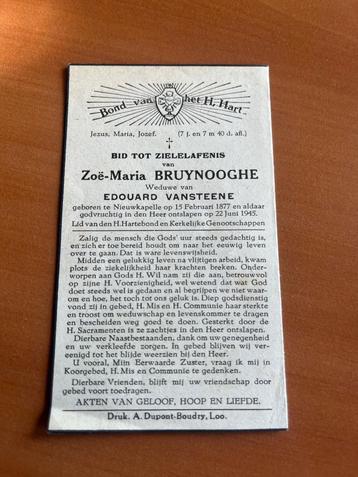 Bond van het H. Hart
Jezus, Maria, Jozef. (7 j. en 7 m 40 d. afl.)
BID TOT ZIELELAFENIS
van
Zoë-Maria BRUYNOOGHE
Weduwe van
EDOUARD VANSTEENE
geboren te Nieuwkapelle op 15 Februari 1877 en aldaar
godvruchtig in den Heer ontslapen op 22 Juni 1945.
Lid van den H. Hartebond en Kerkelijke Genootschappen
Zalig de mensch die Gods' uur steeds gedachtig is,
en zich er toe bereid houdt om naar het eeuwig leven
over te gaan. Dat is ware levenswijsheid.
Midden een gelukkig leven na vlijtigen arbeid, kwam
plots de ziekelijkheid haar krachten breken. Onder-
worpen aan Gods H. Wil nam zij die aan, betrouwvol
op zijne H. Voorzienigheid, wel wetend dat wat God
doet steeds wel is gedaan en al begrijpen we niet waar-
om en hoe, het toch tot ons geluk is. Diep godsdienstig
vond zij in gebed, H. Mis en H. Communie haar sterkte
en troost om weduwschap en levenskommer te dragen
en bescheiden weg goed te doen. Gesterkt door de
H. Sacramenten is ze zachtjes in den Heer ontslapen.
Dierbare Naastbestaanden, dank om uw genegenheid
en uw verkleefde zorgen. In gebed blijven wij ver-
eenigd tot het blijde weerzien bij den Heer.
U vooral, Mijn Eerwaarde Zuster, vraag ik mij in
Koorgebed, H. Mis en Communie te gedenken.
Dierbare Vrienden, blijft mij uw vriendschap door
gebed voort toedragen.
AKTEN VAN GELOOF, HOOP EN LIEFDE.
Druk. A. Dupont-Boudry, Loo.